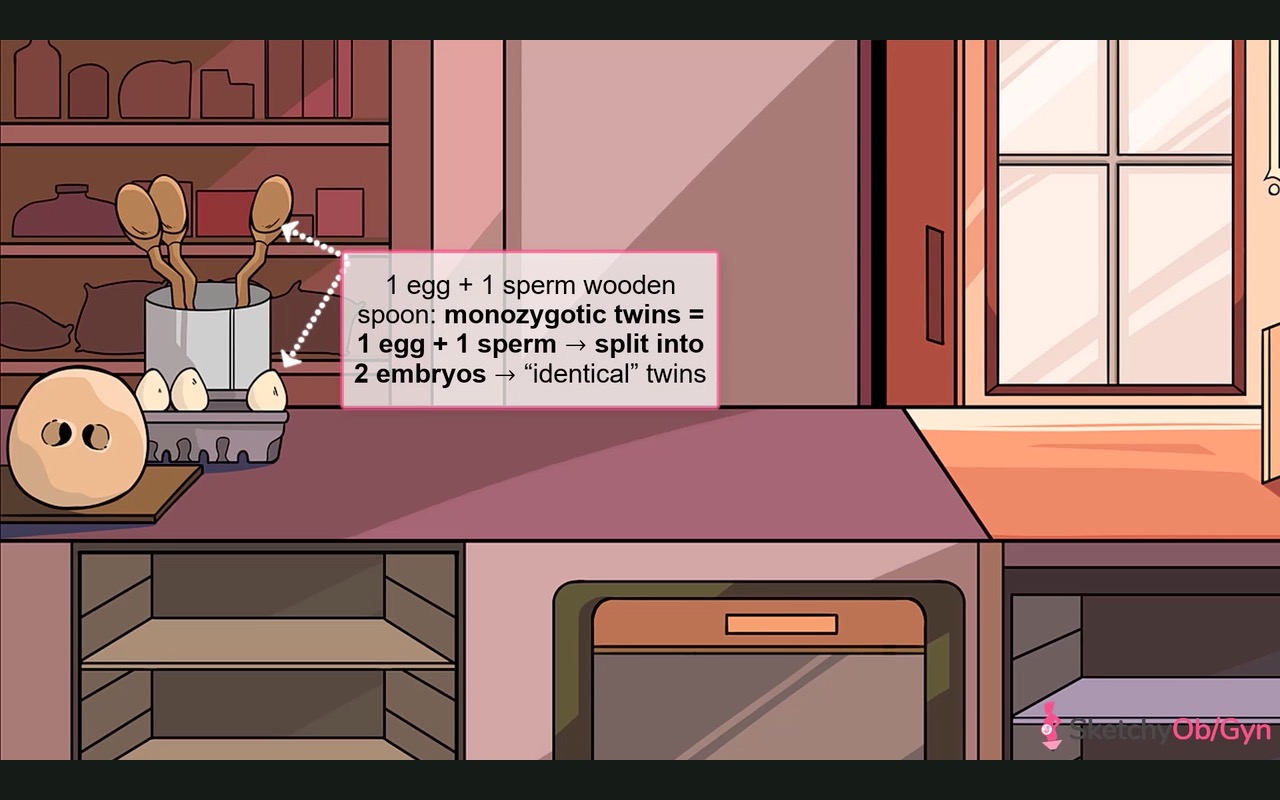 1 egg + 1 sperm wooden
spoon: monozygotic twins =
1 egg + 1 sperm → split into
2 embryos → “identical” twins
SketchyOb/Gyn